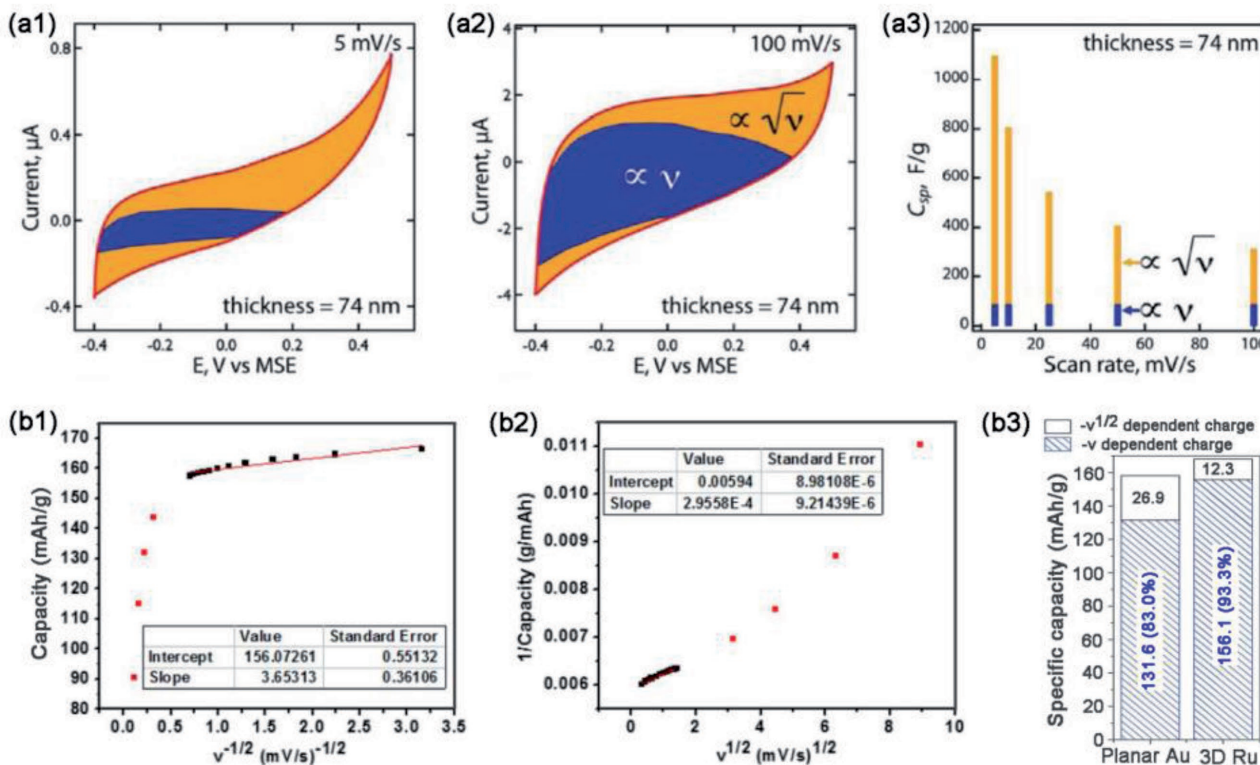 (a1)
5 mV/s
0.8
0.4
0.0
-0.4
Current, µA
thickness = 74 nm
-0.4 -0.2 0.0 0.2 0.4
E, V vs MSE
(a2)
100 mV/s
4
2
0
-2
-4
Current, µA
∝ √ν
∝ ν
thickness = 74 nm
-0.4 -0.2 0.0 0.2 0.4
E, V vs MSE
(a3)
thickness = 74 nm
1200
1000
800
600
400
200
0
Csp, F/g
∝ √ν
∝ ν
0 20 40 60 80 100
Scan rate, mV/s
(b1)
170
160
150
140
130
120
110
100
90
80
Capacity (mAh/g)
Value Standard Error
Intercept 156.07261 0.55132
Slope 3.65313 0.36106
0.0 0.5 1.0 1.5 2.0 2.5 3.0 3.5
v-1/2 (mV/s)-1/2
(b2)
0.011
0.010
0.009
0.008
0.007
0.006
0.005
1/Capacity (g/mAh)
Value Standard Error
Intercept 0.00594 8.98108E-6
Slope 2.9558E-4 9.21439E-6
0 2 4 6 8 10
v1/2 (mV/s)1/2
(b3)
-v1/2 dependent charge
-v dependent charge
160
140
120
100
80
60
40
20
0
Specific capacity (mAh/g)
26.9
131.6 (83.0%)
12.3
156.1 (93.3%)
Planar Au 3D Ru